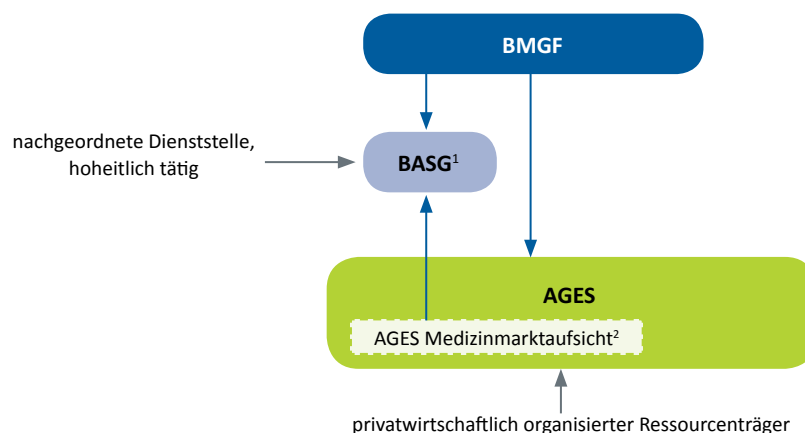 BMGF
nachgeordnete Dienststelle,
hoheitlich tätig
BASG¹
AGES
AGES Medizinmarktaufsicht²
privatwirtschaftlich organisierter Ressourcenträger